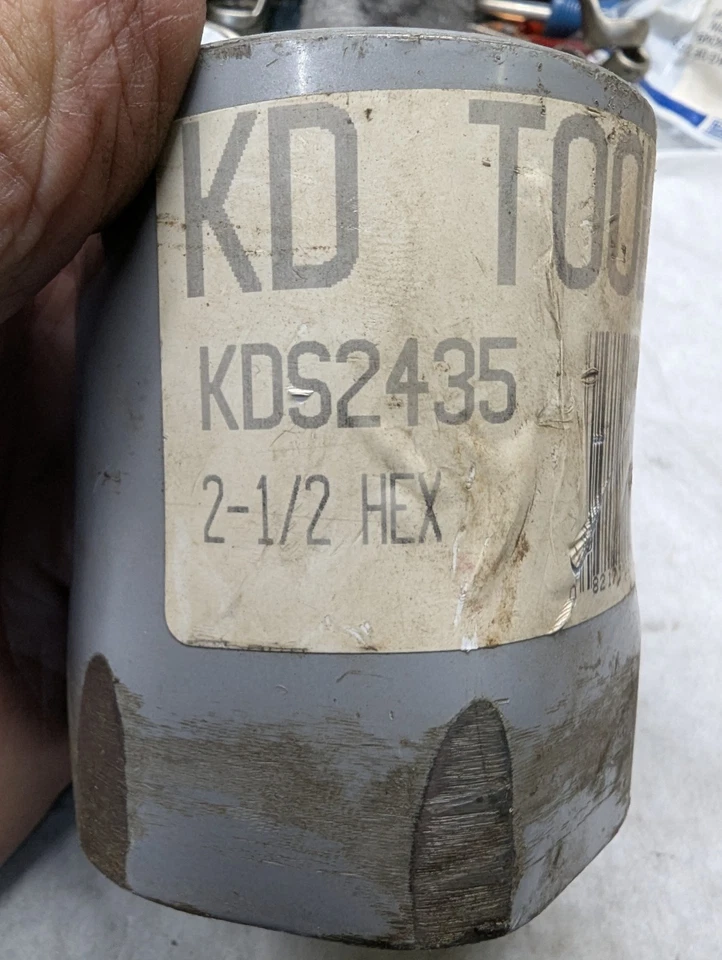 KD TOO
KDS2435
2-1/2 HEX